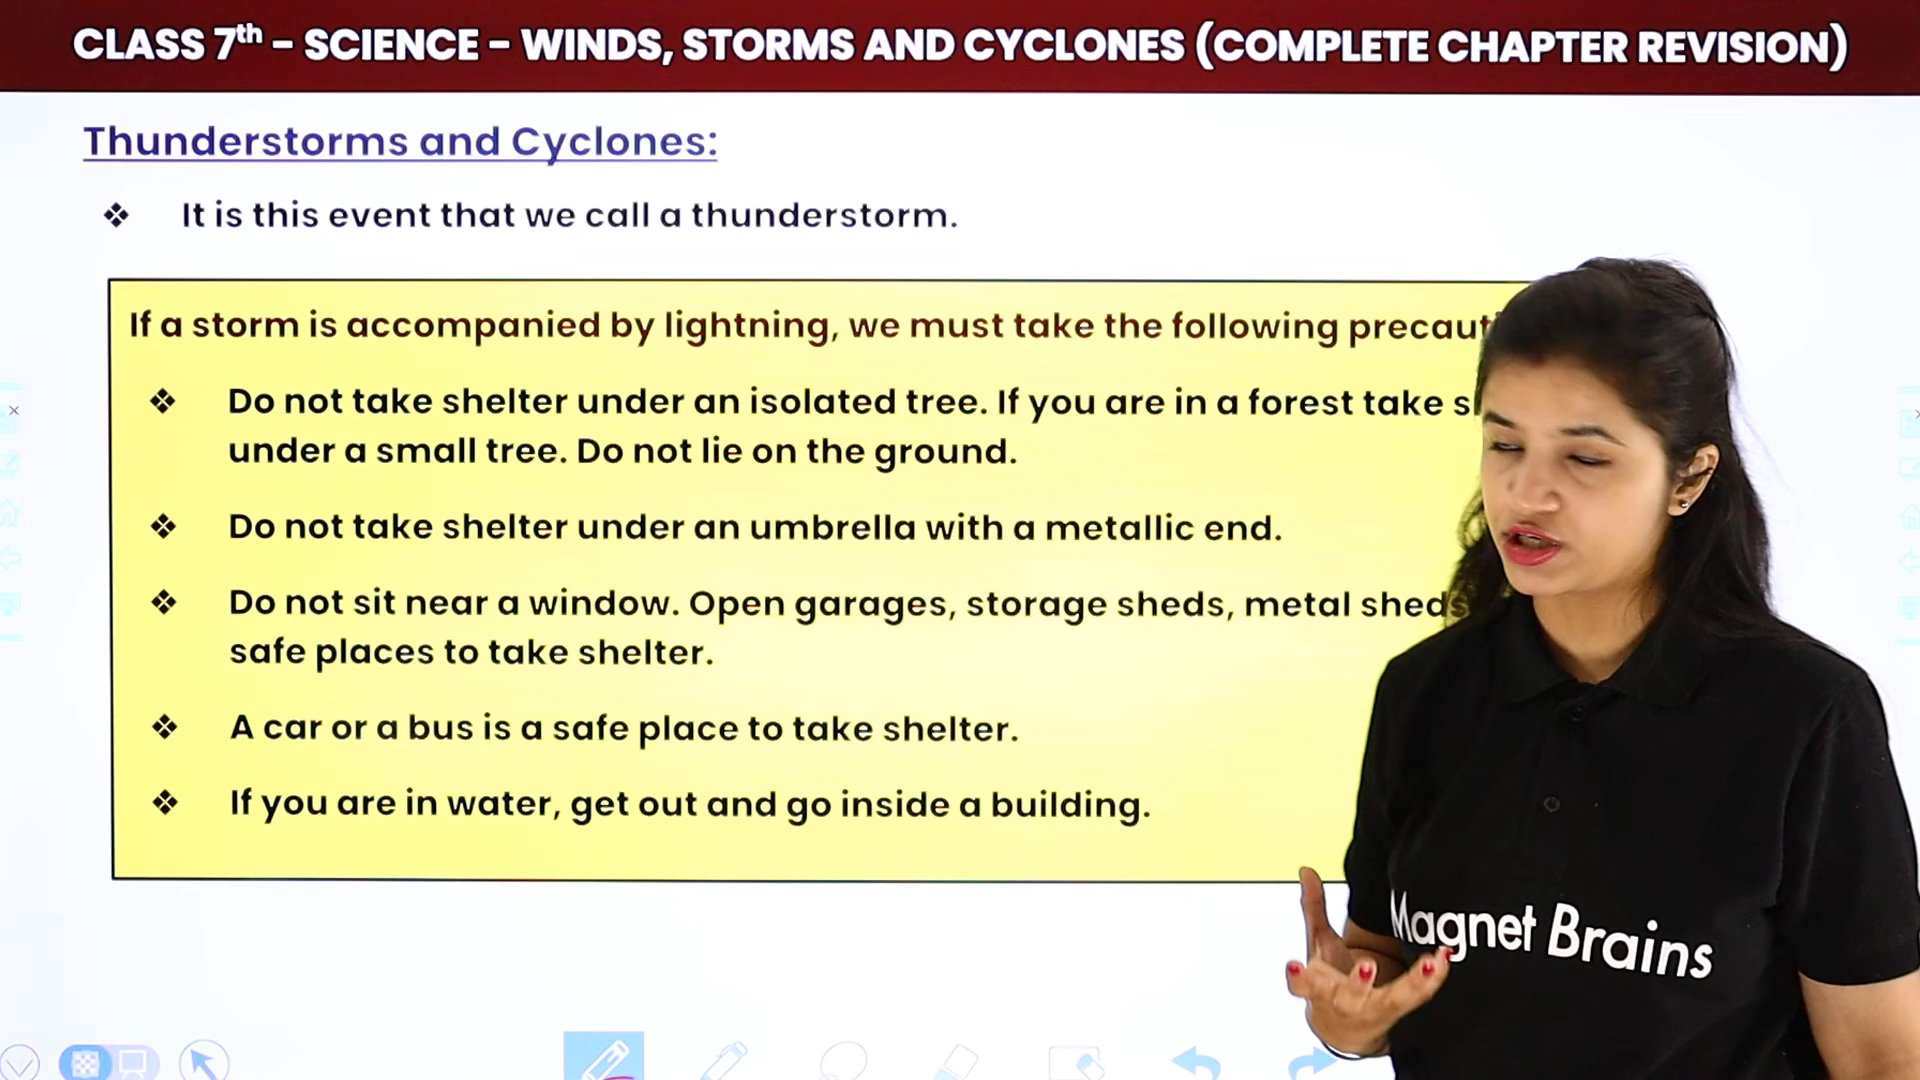 CLASS 7th – SCIENCE – WINDS, STORMS AND CYCLONES (COMPLETE CHAPTER REVISION)
Thunderstorms and Cyclones:
❖ It is this event that we call a thunderstorm.
If a storm is accompanied by lightning, we must take the following
❖ Do not take shelter under an isolated tree. If you are in a forest take
under a small tree. Do not lie on the ground.
❖ Do not take shelter under an umbrella with a metallic end.
❖ Do not sit near a window. Open garages, storage sheds, metal sheds
safe places to take shelter.
❖ A car or a bus is a safe place to take shelter.
❖ If you are in water, get out and go inside a building.
Magnet Brains